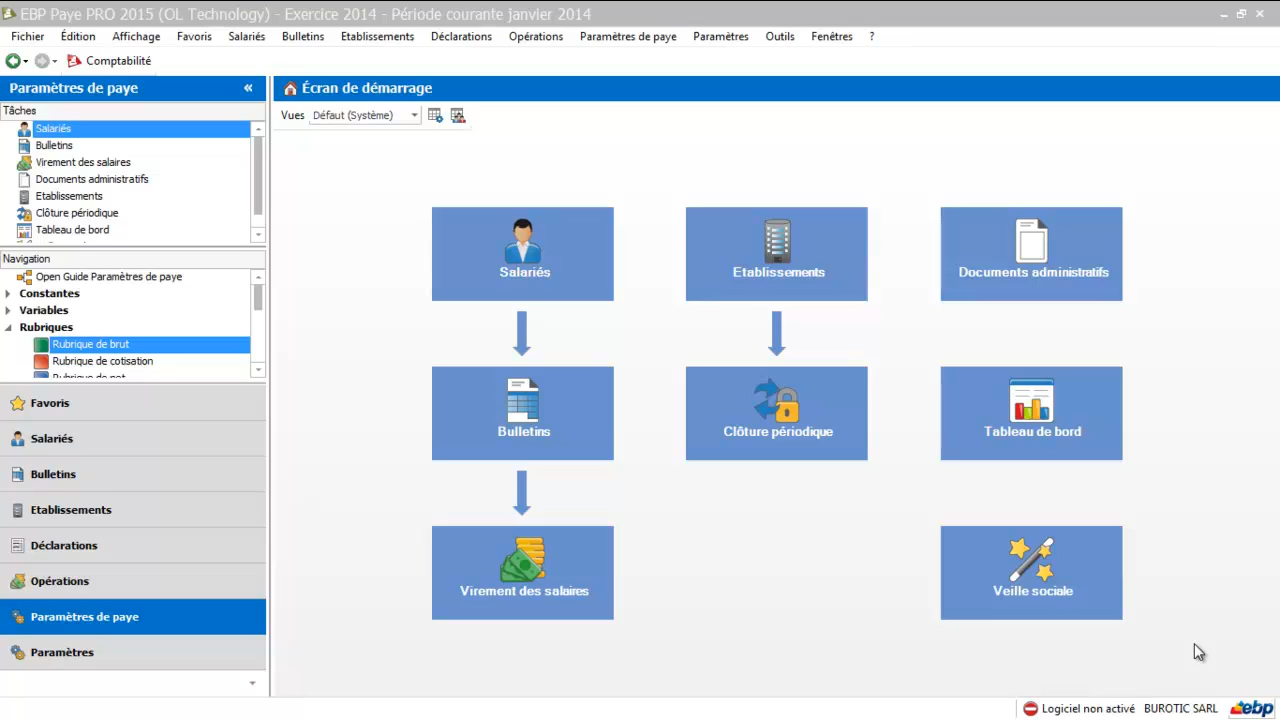 EBP Paye PRO 2015 (OL Technology) - Exercice 2014 - Période courante janvier 2014
Fichier Édition Affichage Favoris Salariés Bulletins Etablissements Déclarations Opérations Paramètres de paye Paramètres Outils Fenêtres ?
Comptabilité
Paramètres de paye «
Tâches
Salariés
Bulletins
Virement des salaires
Documents administratifs
Etablissements
Clôture périodique
Tableau de bord
Navigation
Open Guide Paramètres de paye
Constantes
Variables
Rubriques
Rubrique de brut
Rubrique de cotisation
Rubrique de net
Favoris
Salariés
Bulletins
Etablissements
Déclarations
Opérations
Paramètres de paye
Paramètres
Écran de démarrage
Vues Défaut (Système)
Salariés
Etablissements
Documents administratifs
Bulletins
Clôture périodique
Tableau de bord
Virement des salaires
Veille sociale
Logiciel non activé BUROTIC SARL ebp